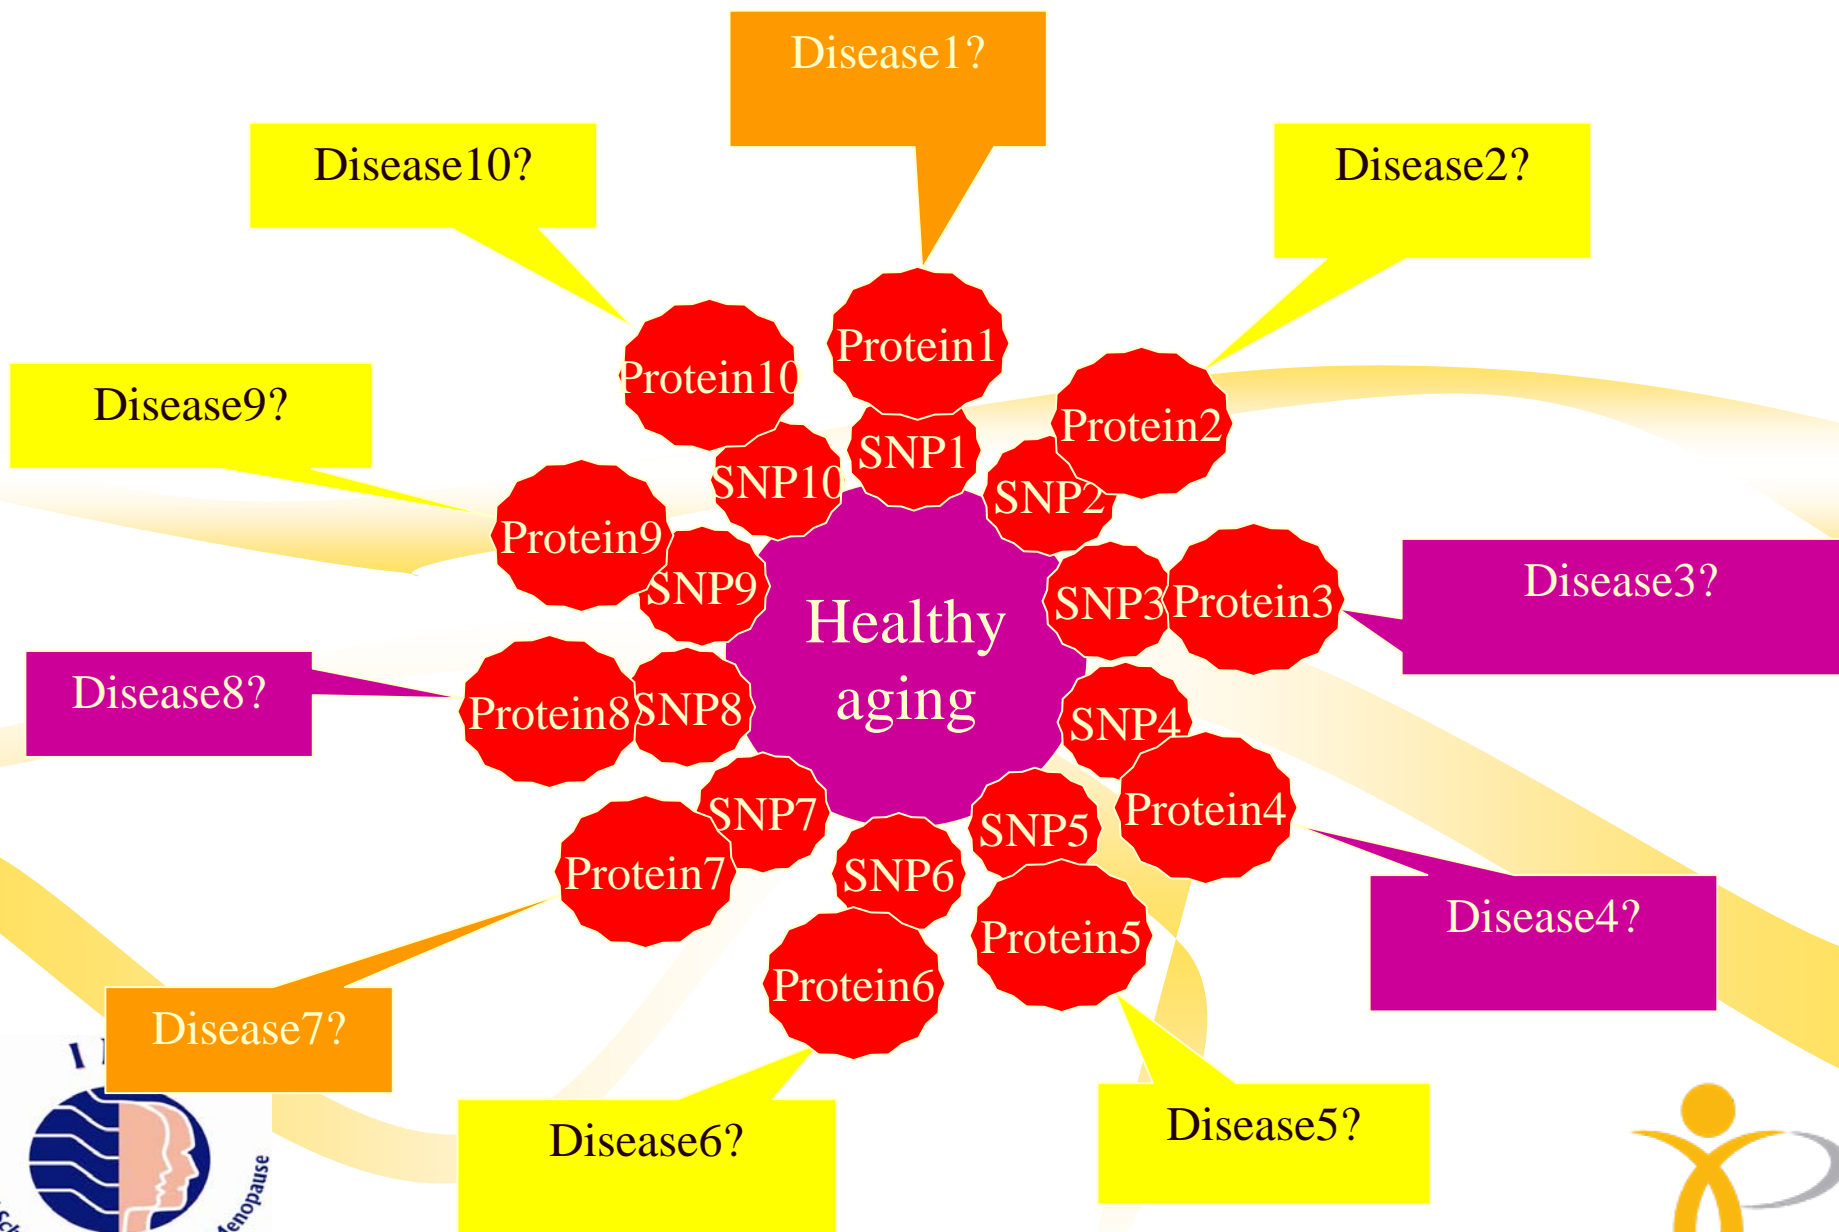 Disease1?
Disease10?
Disease2?
Protein1
Protein10
Disease9?
Protein2
SNP1
SNP10
SNP2
Protein9
Disease3?
SNP9
SNP3
Protein3
Healthy
aging
Disease8?
Protein8
SNP8
SNP4
Protein4
SNP7
SNP5
Protein7
SNP6
Disease4?
Protein5
Protein6
Disease7?
Disease5?
Disease6?